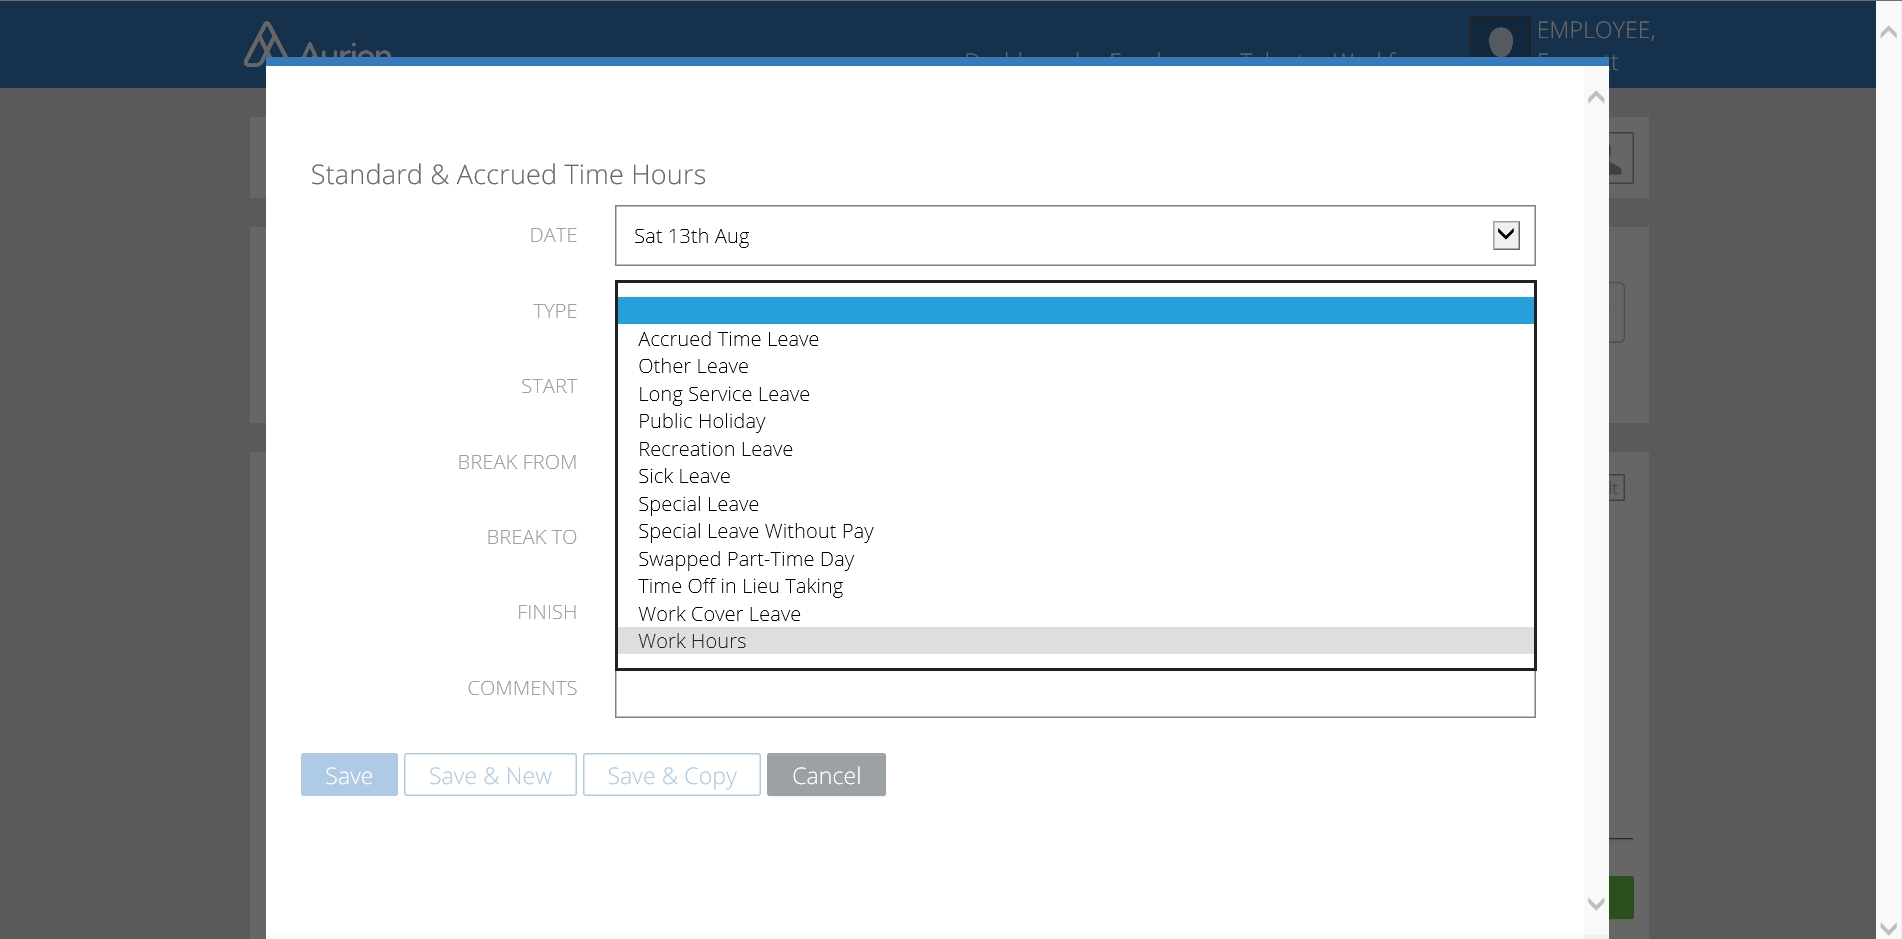 EMPLOYEE,
Standard & Accrued Time Hours
DATE
Sat 13th Aug
TYPE
Accrued Time Leave
Other Leave
Long Service Leave
Public Holiday
Recreation Leave
Sick Leave
Special Leave
Special Leave Without Pay
Swapped Part-Time Day
Time Off in Lieu Taking
Work Cover Leave
Work Hours
START
BREAK FROM
BREAK TO
FINISH
COMMENTS
Save
Save & New
Save & Copy
Cancel